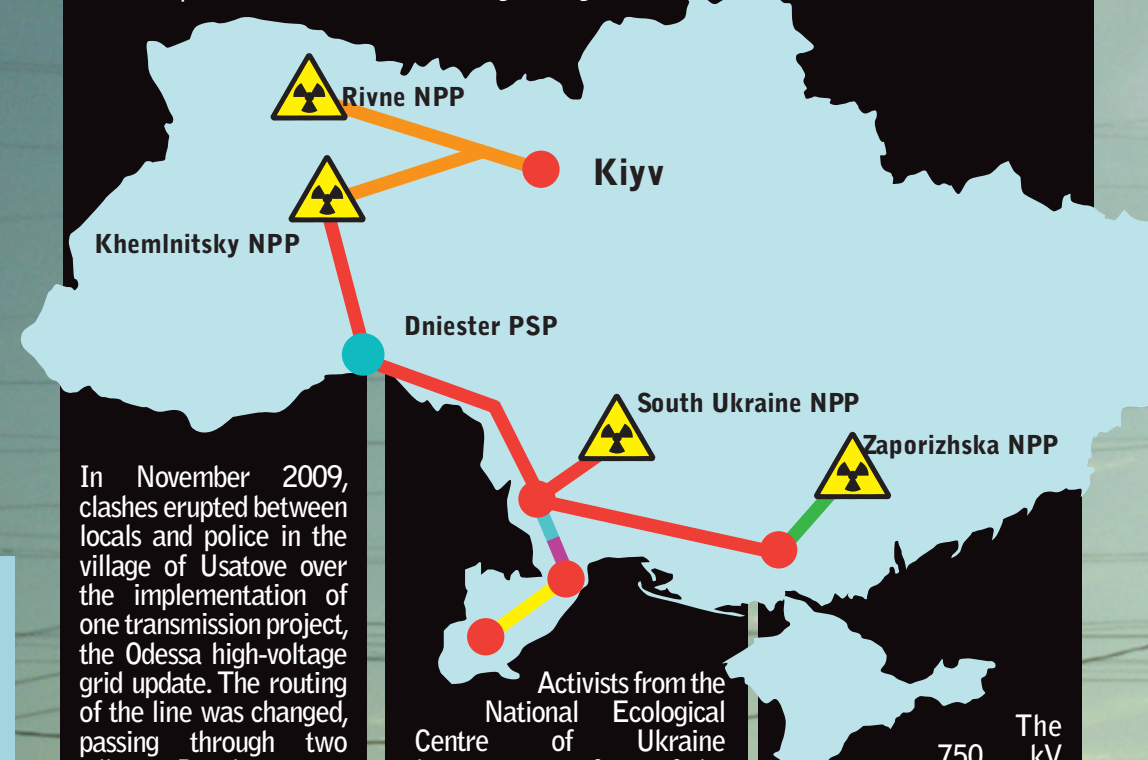 Rivne NPP
Kiyv
Khemlnitsky NPP
Dniester PSP
South Ukraine NPP
Zaporizhska NPP
In November 2009,
clashes erupted between
locals and police in the
village of Usatove over
the implementation of
one transmission project,
the Odessa high-voltage
grid update. The routing
of the line was changed,
passing through two
Activists from the
National Ecological
Centre of Ukraine
The
750 kV